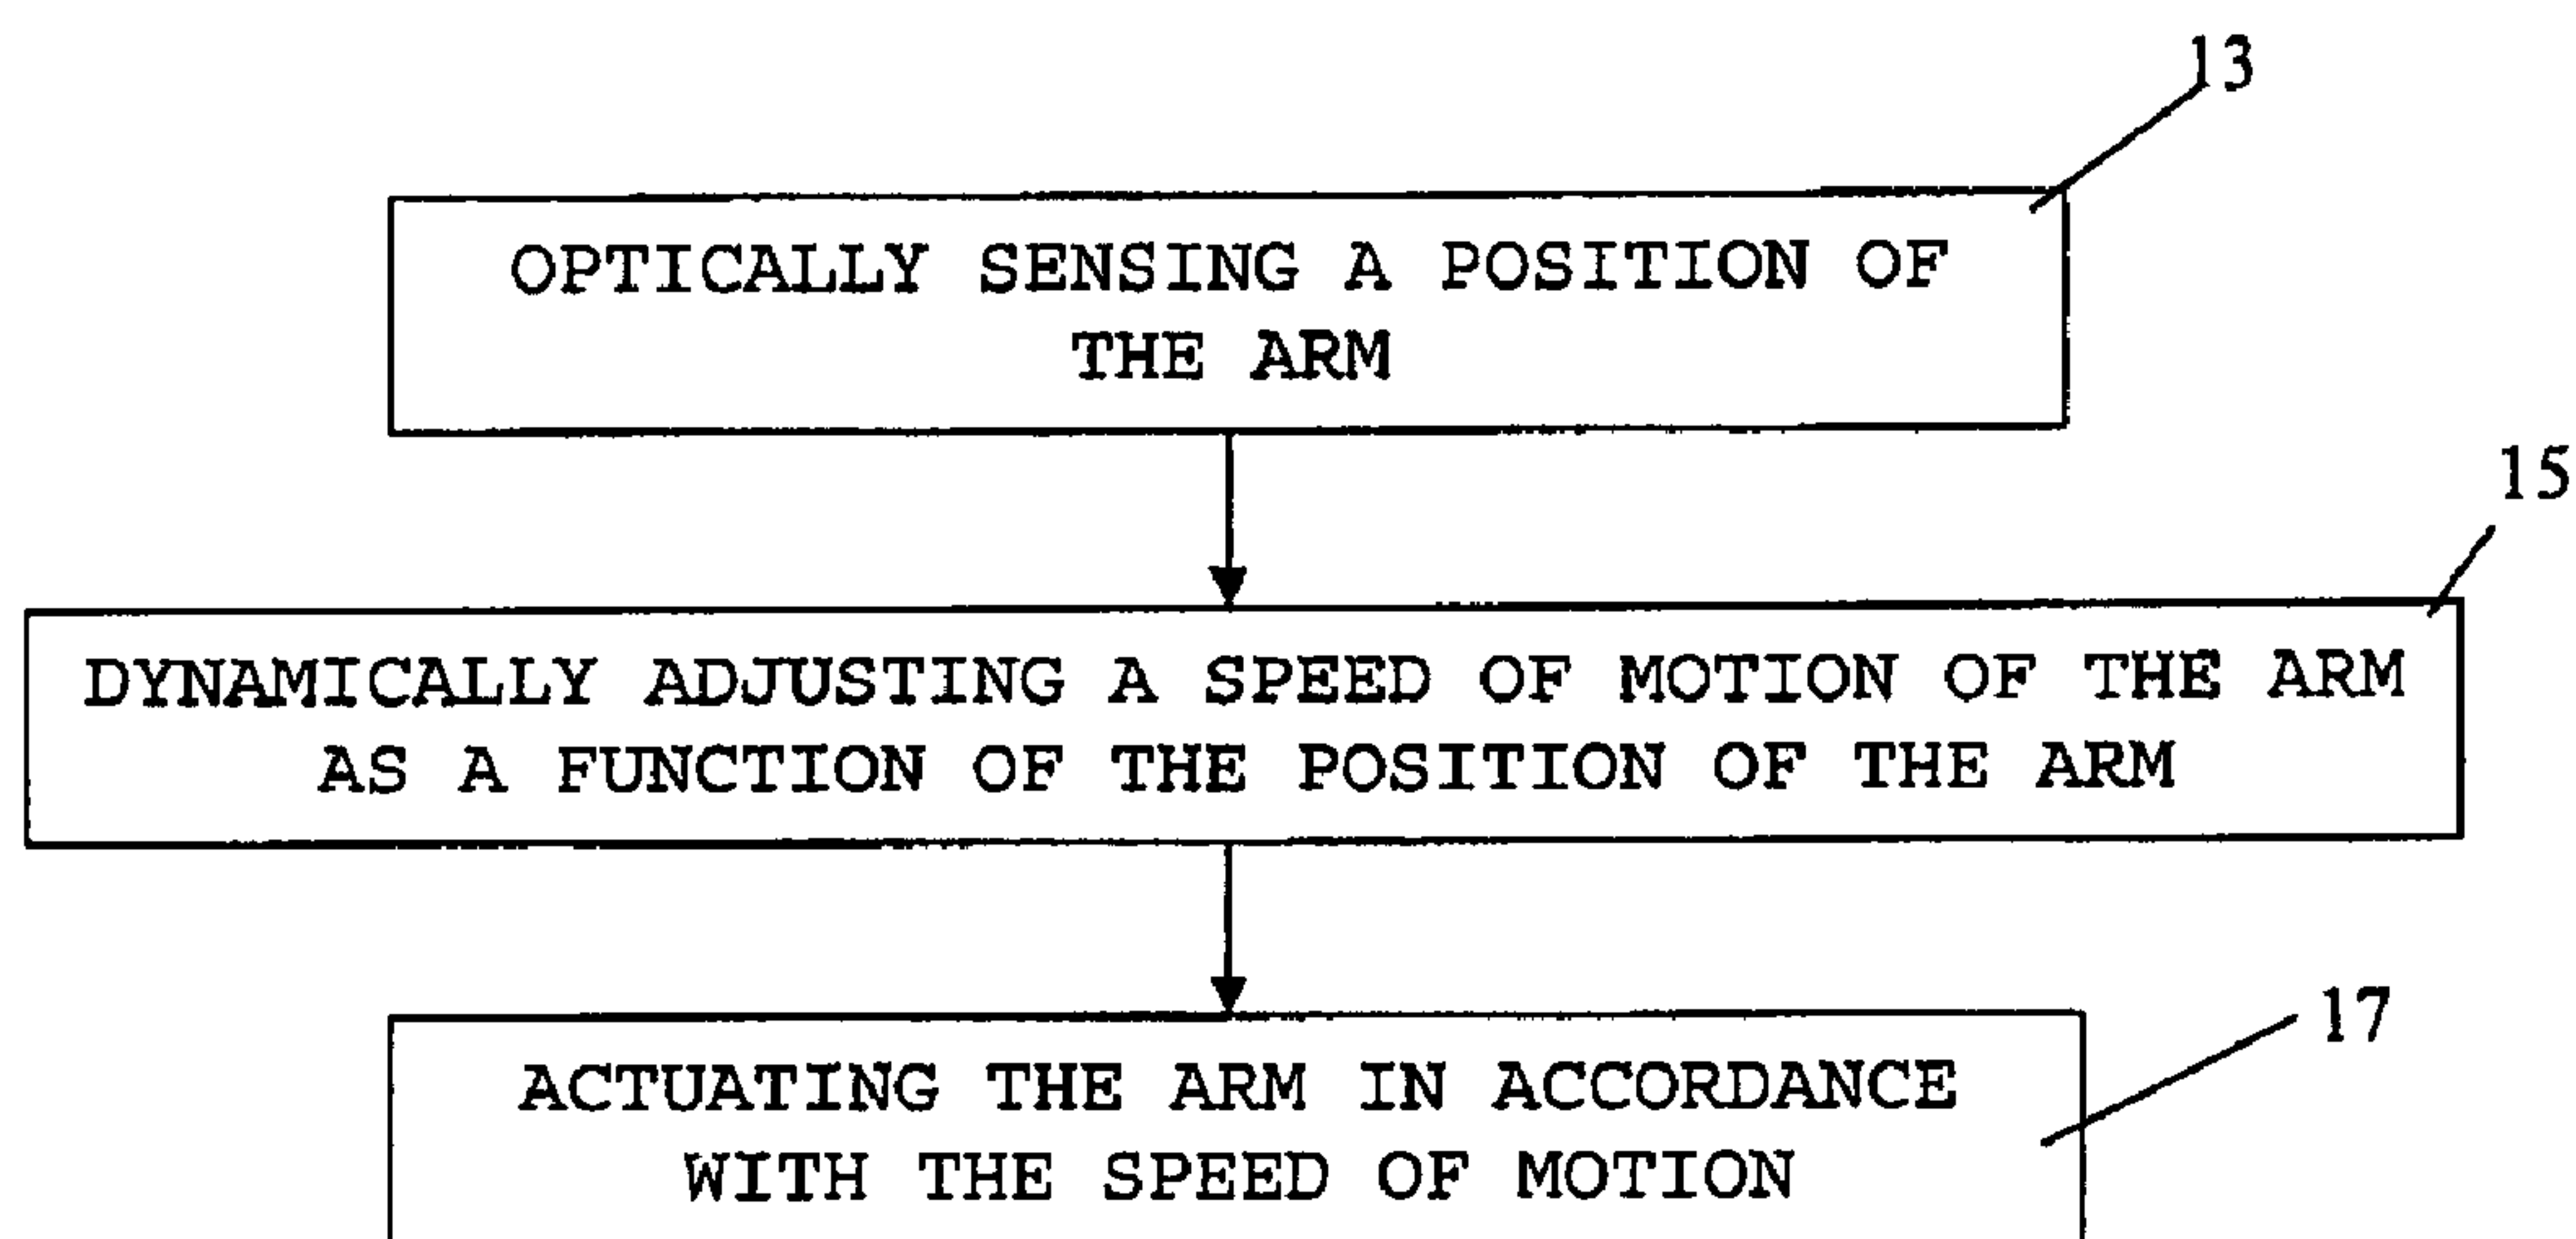 13
OPTICALLY SENSING A POSITION OF
THE ARM
15
DYNAMICALLY ADJUSTING A SPEED OF MOTION OF THE ARM
AS A FUNCTION OF THE POSITION OF THE ARM
17
ACTUATING THE ARM IN ACCORDANCE
WITH THE SPEED OF MOTION